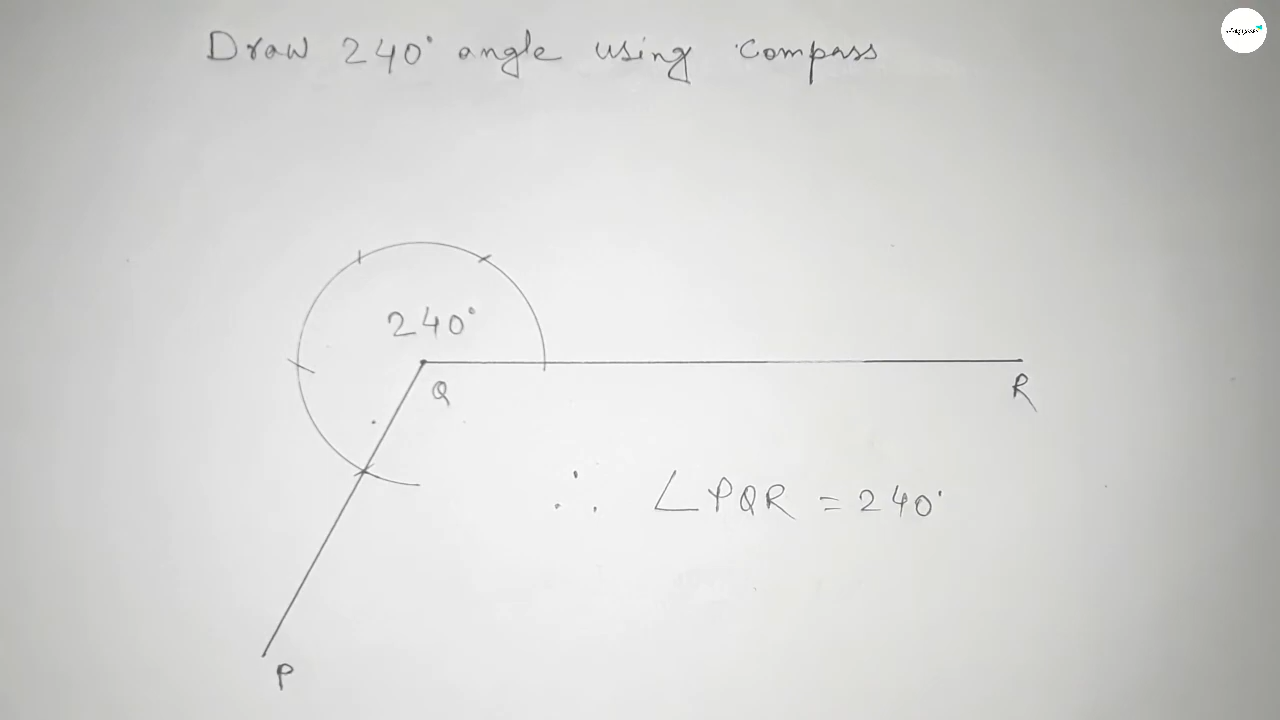 Draw 240° angle using Compass
240°
Q
R
∴ ∠PQR = 240°
P